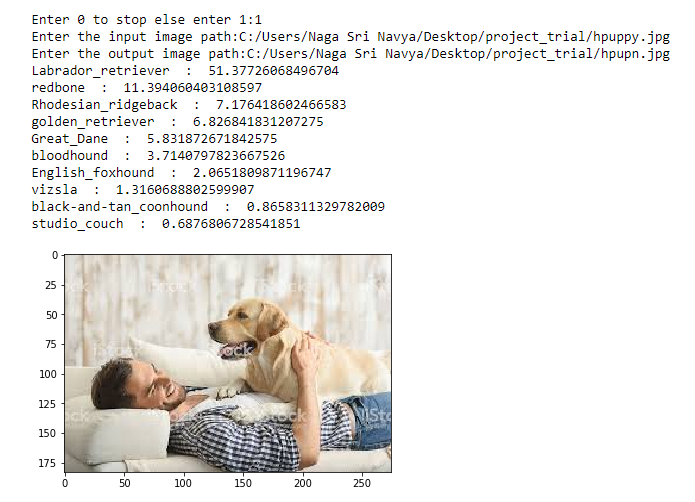 Enter 0 to stop else enter 1:1
Enter the input image path:C:/Users/Naga Sri Navya/Desktop/project_trial/hpuppy.jpg
Enter the output image path:C:/Users/Naga Sri Navya/Desktop/project_trial/hpupn.jpg
Labrador_retriever  :  51.37726068496704
redbone  :  11.394060403108597
Rhodesian_ridgeback  :  7.176418602466583
golden_retriever  :  6.826841831207275
Great_Dane  :  5.831872671842575
bloodhound  :  3.7140797823667526
English_foxhound  :  2.0651809871196747
vizsla  :  1.3160688802599907
black-and-tan_coonhound  :  0.8658311329782009
studio_couch  :  0.6876806728541851
0
25
50
75
100
125
150
175
0 50 100 150 200 250
iStock